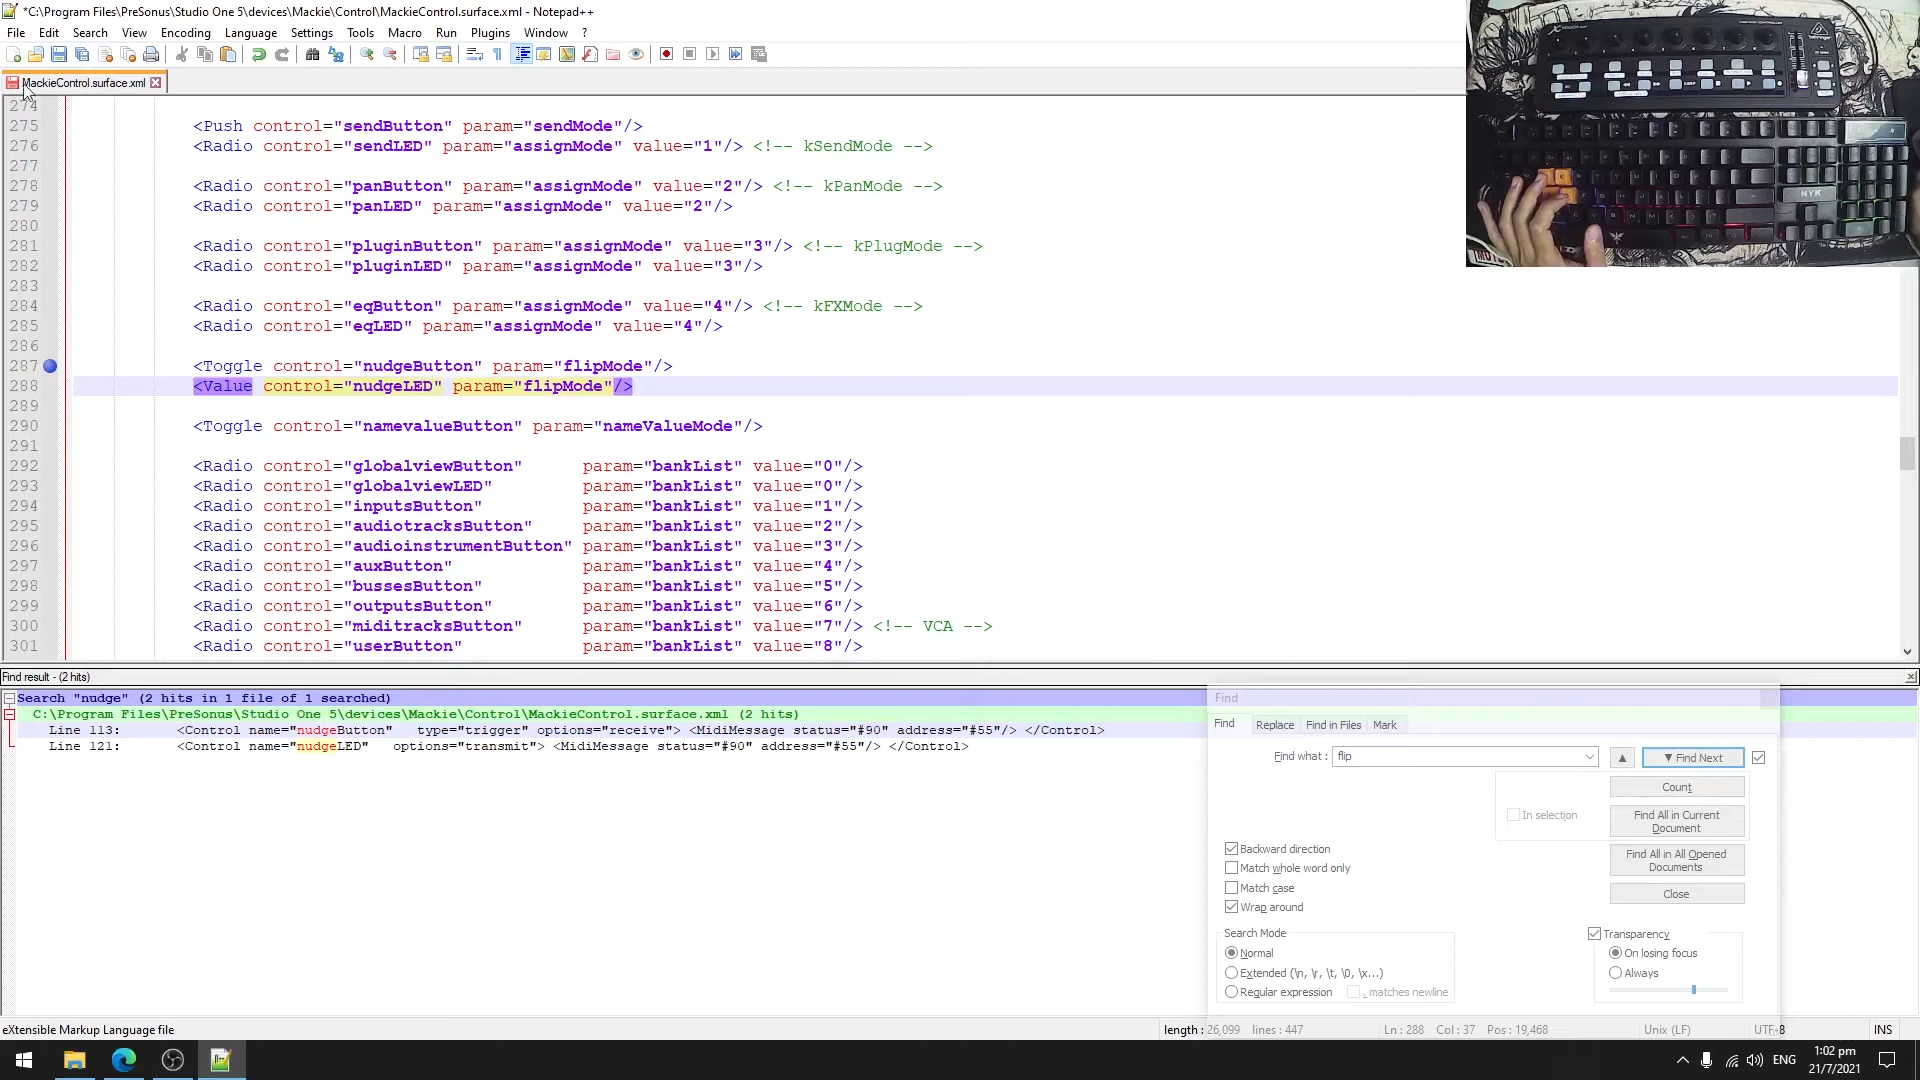 *C:\Program Files\PreSonus\Studio One 5\devices\Mackie\Control\MackieControl.surface.xml - Notepad++
File Edit Search View Encoding Language Settings Tools Macro Run Plugins Window ?
MackieControl.surface.xml
274
275 <Push control="sendButton" param="sendMode"/>
276 <Radio control="sendLED" param="assignMode" value="1"/> <!-- kSendMode -->
277
278 <Radio control="panButton" param="assignMode" value="2"/> <!-- kPanMode -->
279 <Radio control="panLED" param="assignMode" value="2"/>
280
281 <Radio control="pluginButton" param="assignMode" value="3"/> <!-- kPlugMode -->
282 <Radio control="pluginLED" param="assignMode" value="3"/>
283
284 <Radio control="eqButton" param="assignMode" value="4"/> <!-- kFXMode -->
285 <Radio control="eqLED" param="assignMode" value="4"/>
286
287 <Toggle control="nudgeButton" param="flipMode"/>
288 <Value control="nudgeLED" param="flipMode"/>
289
290 <Toggle control="namevalueButton" param="nameValueMode"/>
291
292 <Radio control="globalviewButton" param="bankList" value="0"/>
293 <Radio control="globalviewLED" param="bankList" value="0"/>
294 <Radio control="inputsButton" param="bankList" value="1"/>
295 <Radio control="audiotracksButton" param="bankList" value="2"/>
296 <Radio control="audioinstrumentButton" param="bankList" value="3"/>
297 <Radio control="auxButton" param="bankList" value="4"/>
298 <Radio control="bussesButton" param="bankList" value="5"/>
299 <Radio control="outputsButton" param="bankList" value="6"/>
300 <Radio control="miditracksButton" param="bankList" value="7"/> <!-- VCA -->
301 <Radio control="userButton" param="bankList" value="8"/>
NYK
Find result - (2 hits)
Search "nudge" (2 hits in 1 file of 1 searched)
C:\Program Files\PreSonus\Studio One 5\devices\Mackie\Control\MackieControl.surface.xml (2 hits)
Line 113: <Control name="nudgeButton" type="trigger" options="receive"> <MidiMessage status="#90" address="#55"/> </Control>
Line 121: <Control name="nudgeLED" options="transmit"> <MidiMessage status="#90" address="#55"/> </Control>
Find
Find Replace Find in Files Mark
Find what : flip ▲ ▼ Find Next
Count
In selection
Find All in Current Document
Find All in All Opened Documents
Close
Backward direction
Match whole word only
Match case
Wrap around
Search Mode
Normal
Extended (\n, \r, \t, \0, \x...)
Regular expression . matches newline
Transparency
On losing focus
Always
eXtensible Markup Language file length : 26,099 lines : 447 Ln : 288 Col : 37 Pos : 19,468 Unix (LF) UTF-8 INS
ENG 1:02 pm
21/7/2021